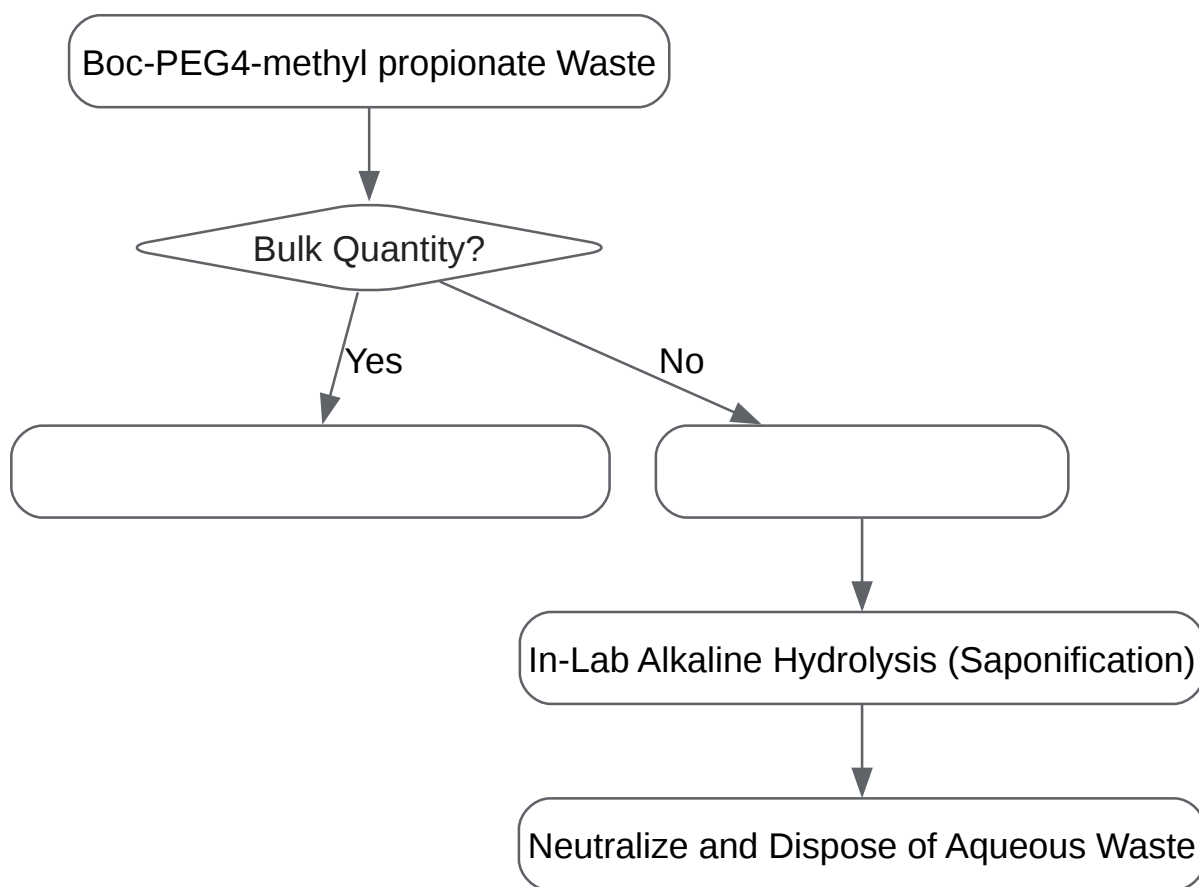 Boc-PEG4-methyl propionate Waste
Bulk Quantity?
Yes
No
In-Lab Alkaline Hydrolysis (Saponification)
Neutralize and Dispose of Aqueous Waste